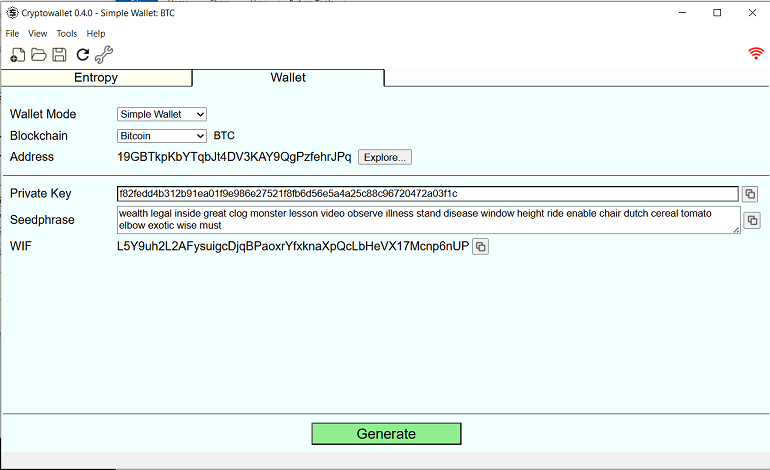 Cryptowallet 0.4.0 - Simple Wallet: BTC
File View Tools Help
Entropy Wallet
Wallet Mode Simple Wallet
Blockchain Bitcoin BTC
Address 19GBTkpKbYTqbJt4DV3KAY9QgPzfehrJPq Explore...
Private Key f82fedd4b312b91ea01f9e986e27521f8fb6d56e5a4a25c88c96720472a03f1c
Seedphrase wealth legal inside great clog monster lesson video observe illness stand disease window height ride enable chair dutch cereal tomato
elbow exotic wise must
WIF L5Y9uh2L2AFysuigcDjqBPaoxrYfxknaXpQcLbHeVX17Mcnp6nUP
Generate